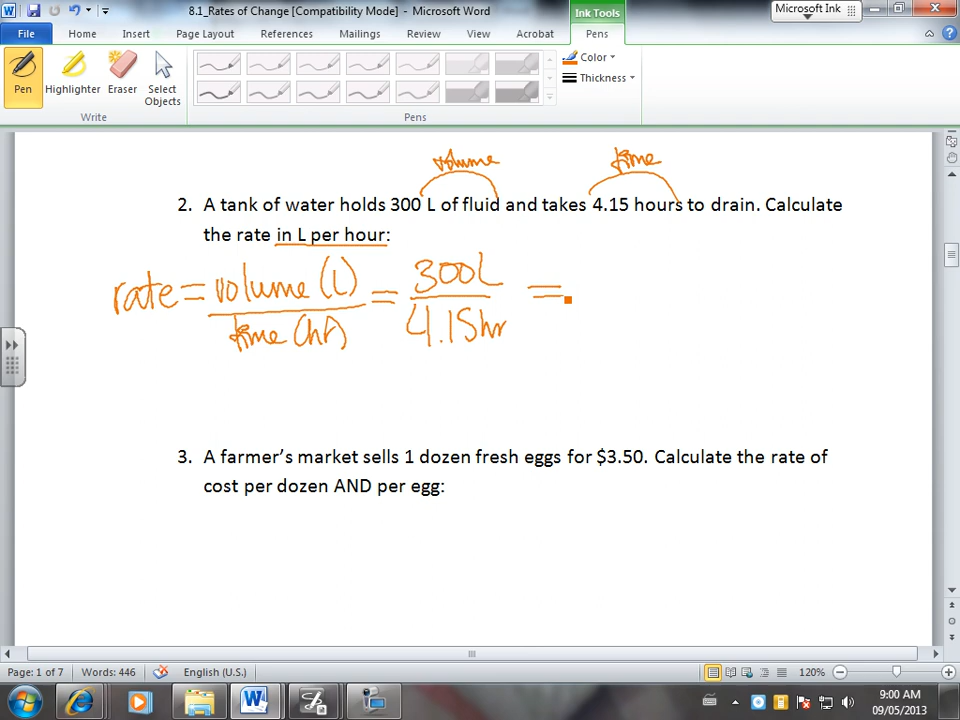 8.1_Rates of Change [Compatibility Mode] - Microsoft Word
Ink Tools
Microsoft Ink
File Home Insert Page Layout References Mailings Review View Acrobat Pens
Pen Highlighter Eraser Select Objects
Color
Thickness
Write Pens
volume time
2. A tank of water holds 300 L of fluid and takes 4.15 hours to drain. Calculate
the rate in L per hour:
rate = volume (L) / time (hr) = 300L / 4.15hr =
3. A farmer's market sells 1 dozen fresh eggs for $3.50. Calculate the rate of
cost per dozen AND per egg:
Page: 1 of 7 Words: 446 English (U.S.) 120%
9:00 AM
09/05/2013